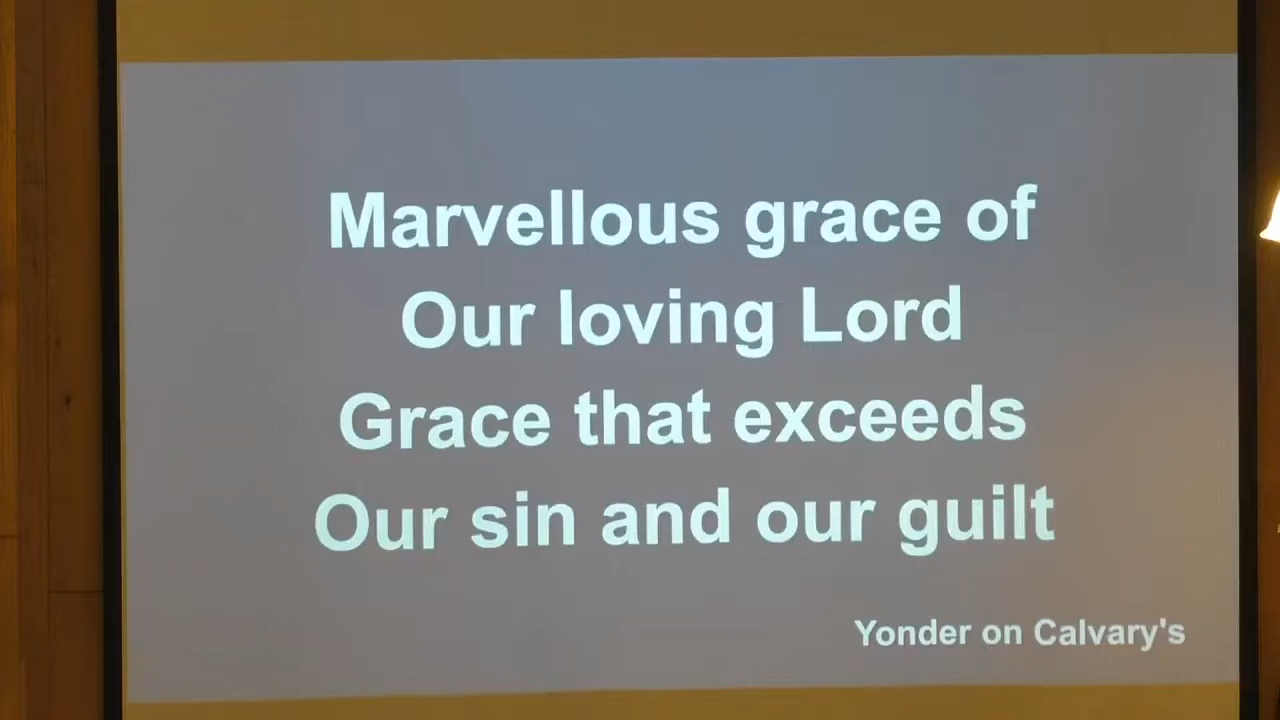 Marvellous grace of
Our loving Lord
Grace that exceeds
Our sin and our guilt
Yonder on Calvary's